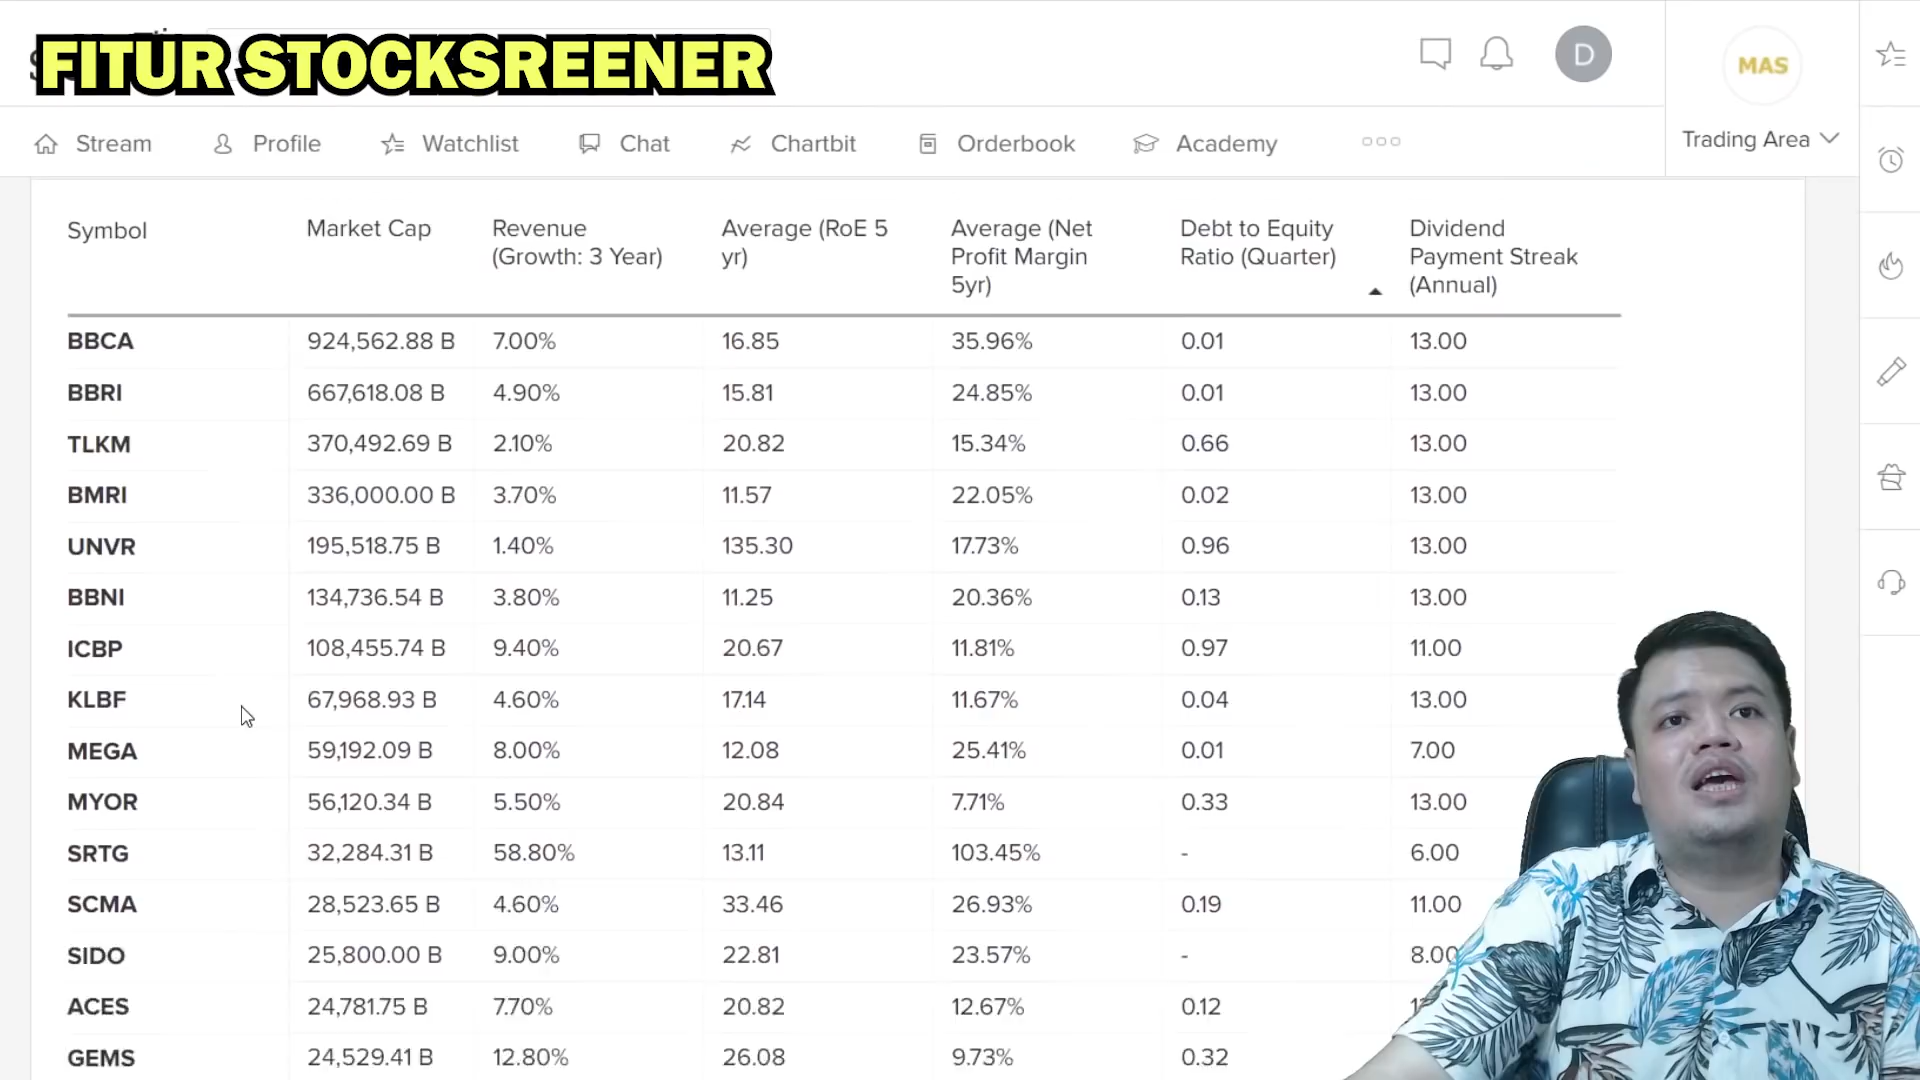 FITUR STOCKSREENER
D
MAS
Stream Profile Watchlist Chat Chartbit Orderbook Academy Trading Area
Symbol Market Cap Revenue (Growth: 3 Year) Average (RoE 5 yr) Average (Net Profit Margin 5yr) Debt to Equity Ratio (Quarter) Dividend Payment Streak (Annual)
BBCA 924,562.88 B 7.00% 16.85 35.96% 0.01 13.00
BBRI 667,618.08 B 4.90% 15.81 24.85% 0.01 13.00
TLKM 370,492.69 B 2.10% 20.82 15.34% 0.66 13.00
BMRI 336,000.00 B 3.70% 11.57 22.05% 0.02 13.00
UNVR 195,518.75 B 1.40% 135.30 17.73% 0.96 13.00
BBNI 134,736.54 B 3.80% 11.25 20.36% 0.13 13.00
ICBP 108,455.74 B 9.40% 20.67 11.81% 0.97 11.00
KLBF 67,968.93 B 4.60% 17.14 11.67% 0.04 13.00
MEGA 59,192.09 B 8.00% 12.08 25.41% 0.01 7.00
MYOR 56,120.34 B 5.50% 20.84 7.71% 0.33 13.00
SRTG 32,284.31 B 58.80% 13.11 103.45% - 6.00
SCMA 28,523.65 B 4.60% 33.46 26.93% 0.19 11.00
SIDO 25,800.00 B 9.00% 22.81 23.57% - 8.00
ACES 24,781.75 B 7.70% 20.82 12.67% 0.12
GEMS 24,529.41 B 12.80% 26.08 9.73% 0.32